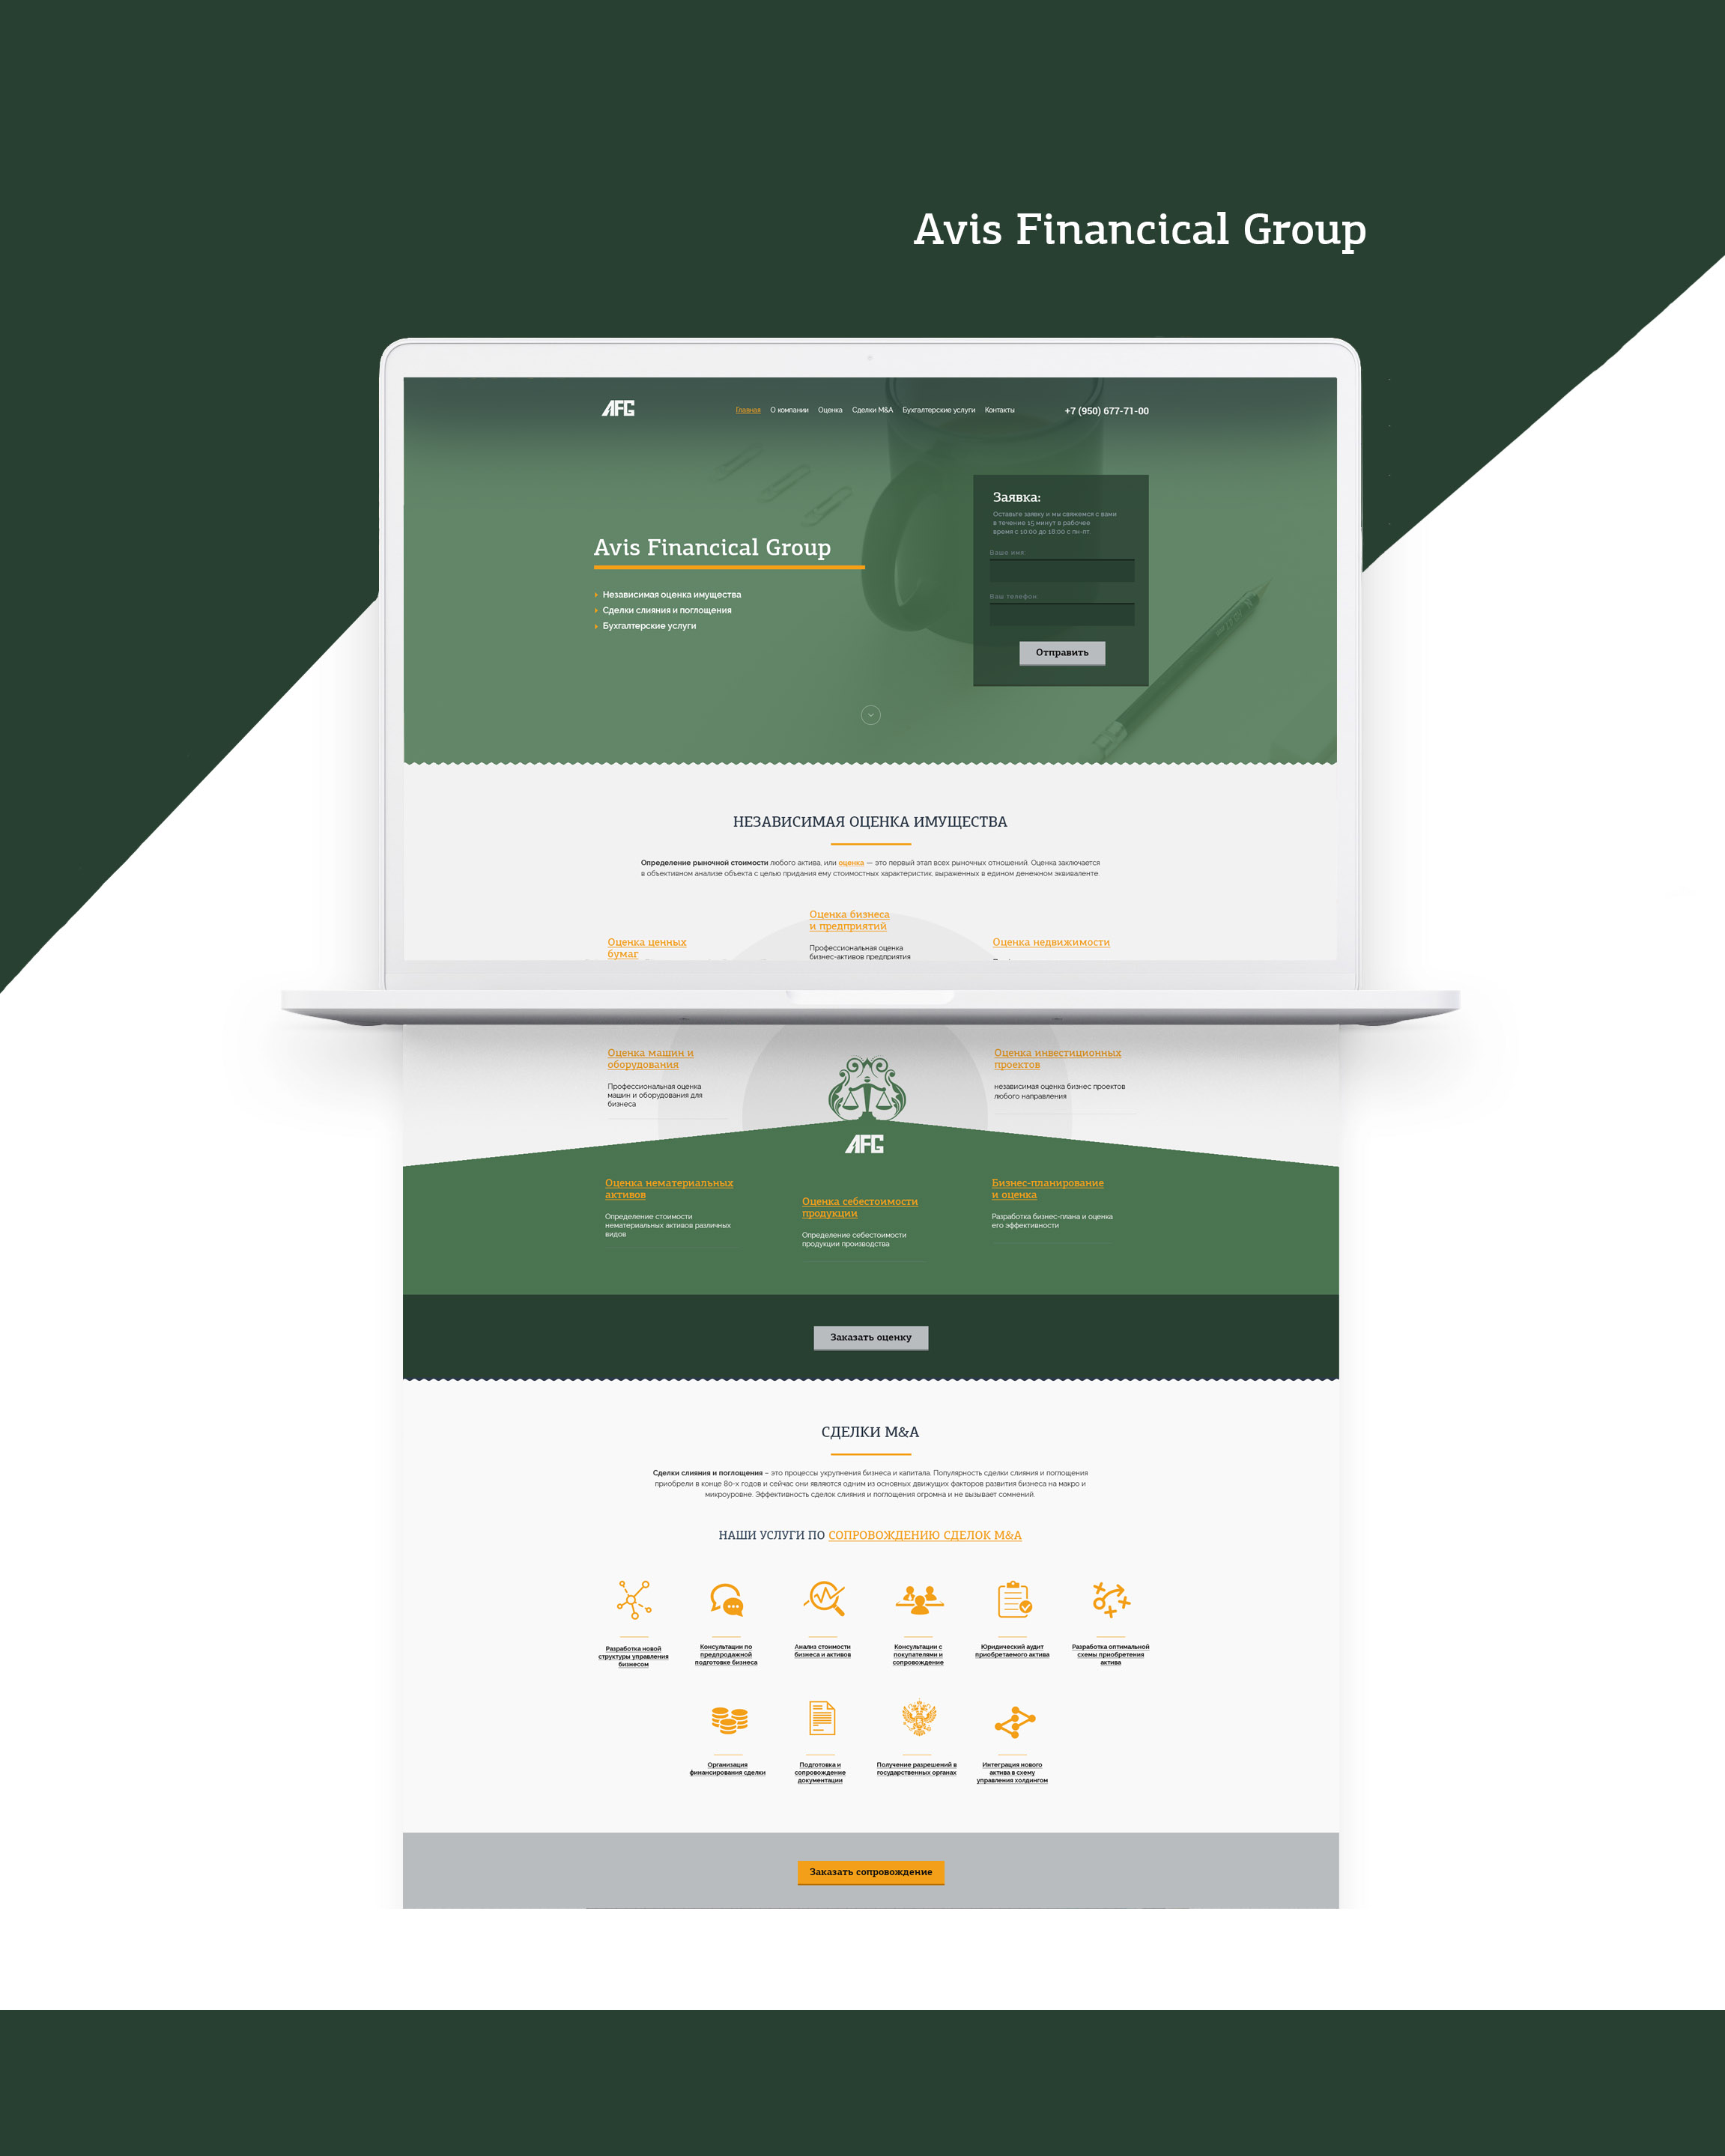 Avis Financical Group
AFG
Главная О компании Оценка Сделки M&A Бухгалтерские услуги Контакты
+7 (950) 677-71-00
Avis Financical Group
Независимая оценка имущества
Сделки слияния и поглощения
Бухгалтерские услуги
Заявка:
Оставьте заявку и мы свяжемся с вами
в течение 15 минут в рабочее
время с 10:00 до 18:00 с пн-пт.
Ваше имя:
Ваш телефон:
Отправить
НЕЗАВИСИМАЯ ОЦЕНКА ИМУЩЕСТВА
Определение рыночной стоимости любого актива, или оценка — это первый этап всех рыночных отношений. Оценка заключается
в объективном анализе объекта с целью придания ему стоимостных характеристик, выраженных в едином денежном эквиваленте.
Оценка ценных
бумаг
Оценка бизнеса
и предприятий
Профессиональная оценка
бизнес-активов предприятия
Оценка недвижимости
Оценка машин и
оборудования
Профессиональная оценка
машин и оборудования для
бизнеса
Оценка инвестиционных
проектов
независимая оценка бизнес проектов
любого направления
AFG
Оценка нематериальных
активов
Определение стоимости
нематериальных активов различных
видов
Оценка себестоимости
продукции
Определение себестоимости
продукции производства
Бизнес-планирование
и оценка
Разработка бизнес-плана и оценка
его эффективности
Заказать оценку
СДЕЛКИ M&A
Сделки слияния и поглощения – это процессы укрупнения бизнеса и капитала. Популярность сделки слияния и поглощения
приобрели в конце 80-х годов и сейчас они являются одним из основных движущих факторов развития бизнеса на макро и
микроуровне. Эффективность сделок слияния и поглощения огромна и не вызывает сомнений.
НАШИ УСЛУГИ ПО СОПРОВОЖДЕНИЮ СДЕЛОК M&A
Разработка новой
структуры управления
бизнесом
Консультации по
предпродажной
подготовке бизнеса
Анализ стоимости
бизнеса и активов
Консультации с
покупателями и
сопровождение
Юридический аудит
приобретаемого актива
Разработка оптимальной
схемы приобретения
актива
Организация
финансирования сделки
Подготовка и
сопровождение
документации
Получение разрешений в
государственных органах
Интеграция нового
актива в схему
управления холдингом
Заказать сопровождение